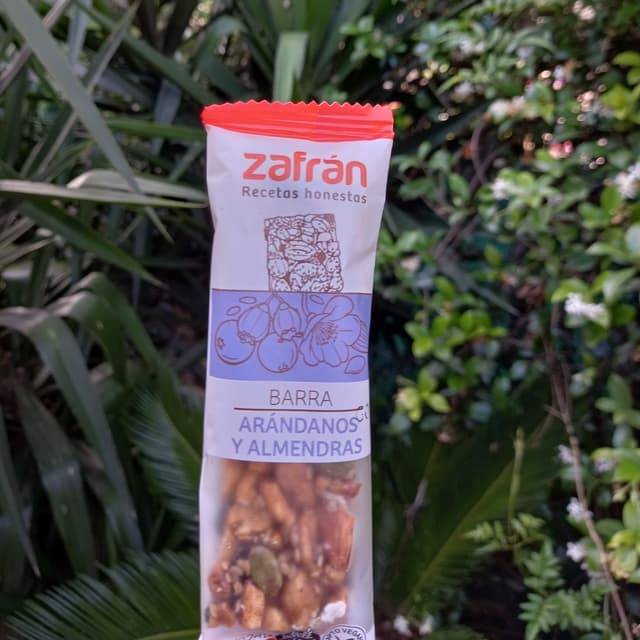 zafrán
Recetas honestas
BARRA
ARÁNDANOS
Y ALMENDRAS